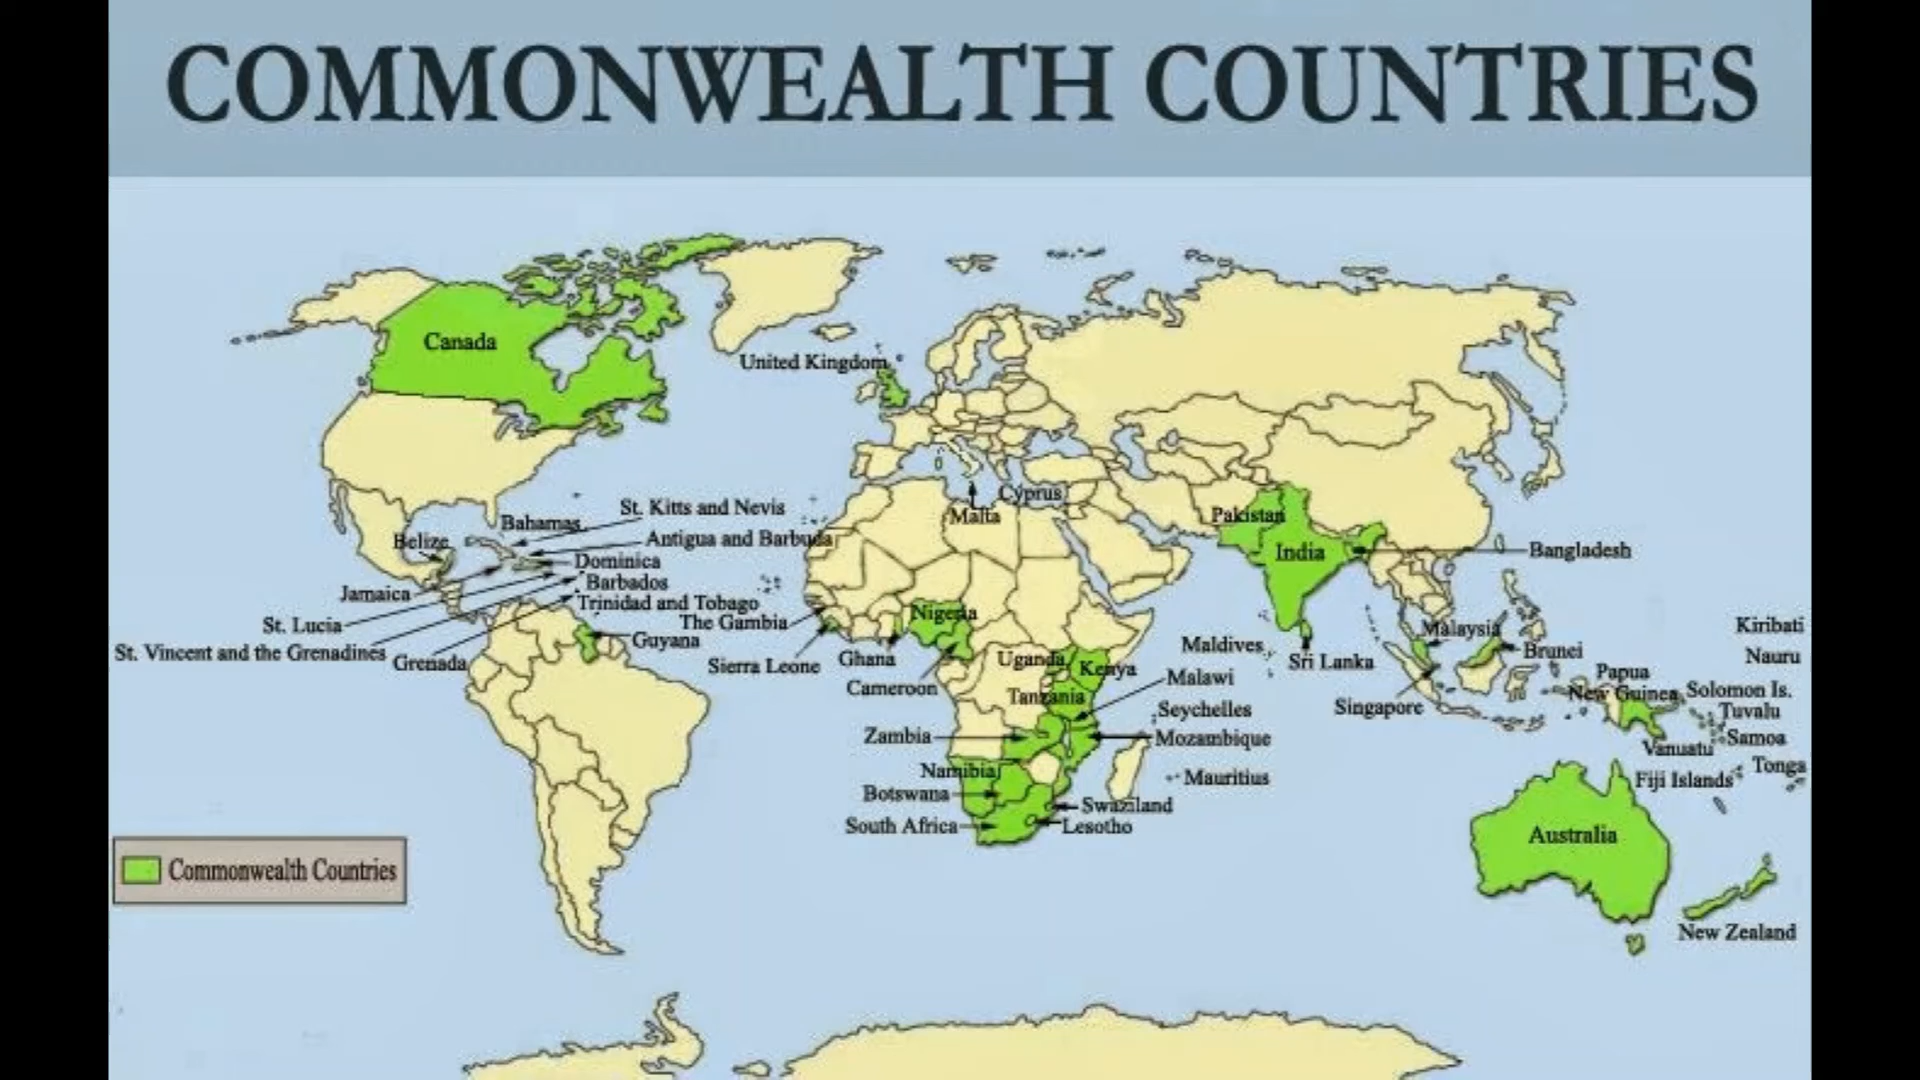 COMMONWEALTH COUNTRIES
Canada
United Kingdom
Cyprus
Malta
St. Kitts and Nevis
Bahamas
Antigua and Barbuda
Belize
Dominica
Barbados
Jamaica
Trinidad and Tobago
St. Lucia
The Gambia
Guyana
St. Vincent and the Grenadines
Grenada
Sierra Leone
Ghana
Nigeria
Cameroon
Uganda
Kenya
Tanzania
Malawi
Seychelles
Zambia
Mozambique
Namibia
Mauritius
Botswana
Swaziland
South Africa
Lesotho
Pakistan
India
Bangladesh
Maldives
Sri Lanka
Malaysia
Brunei
Singapore
Kiribati
Nauru
Papua
New Guinea
Solomon Is.
Tuvalu
Samoa
Vanuatu
Tonga
Fiji Islands
Australia
New Zealand
Commonwealth Countries